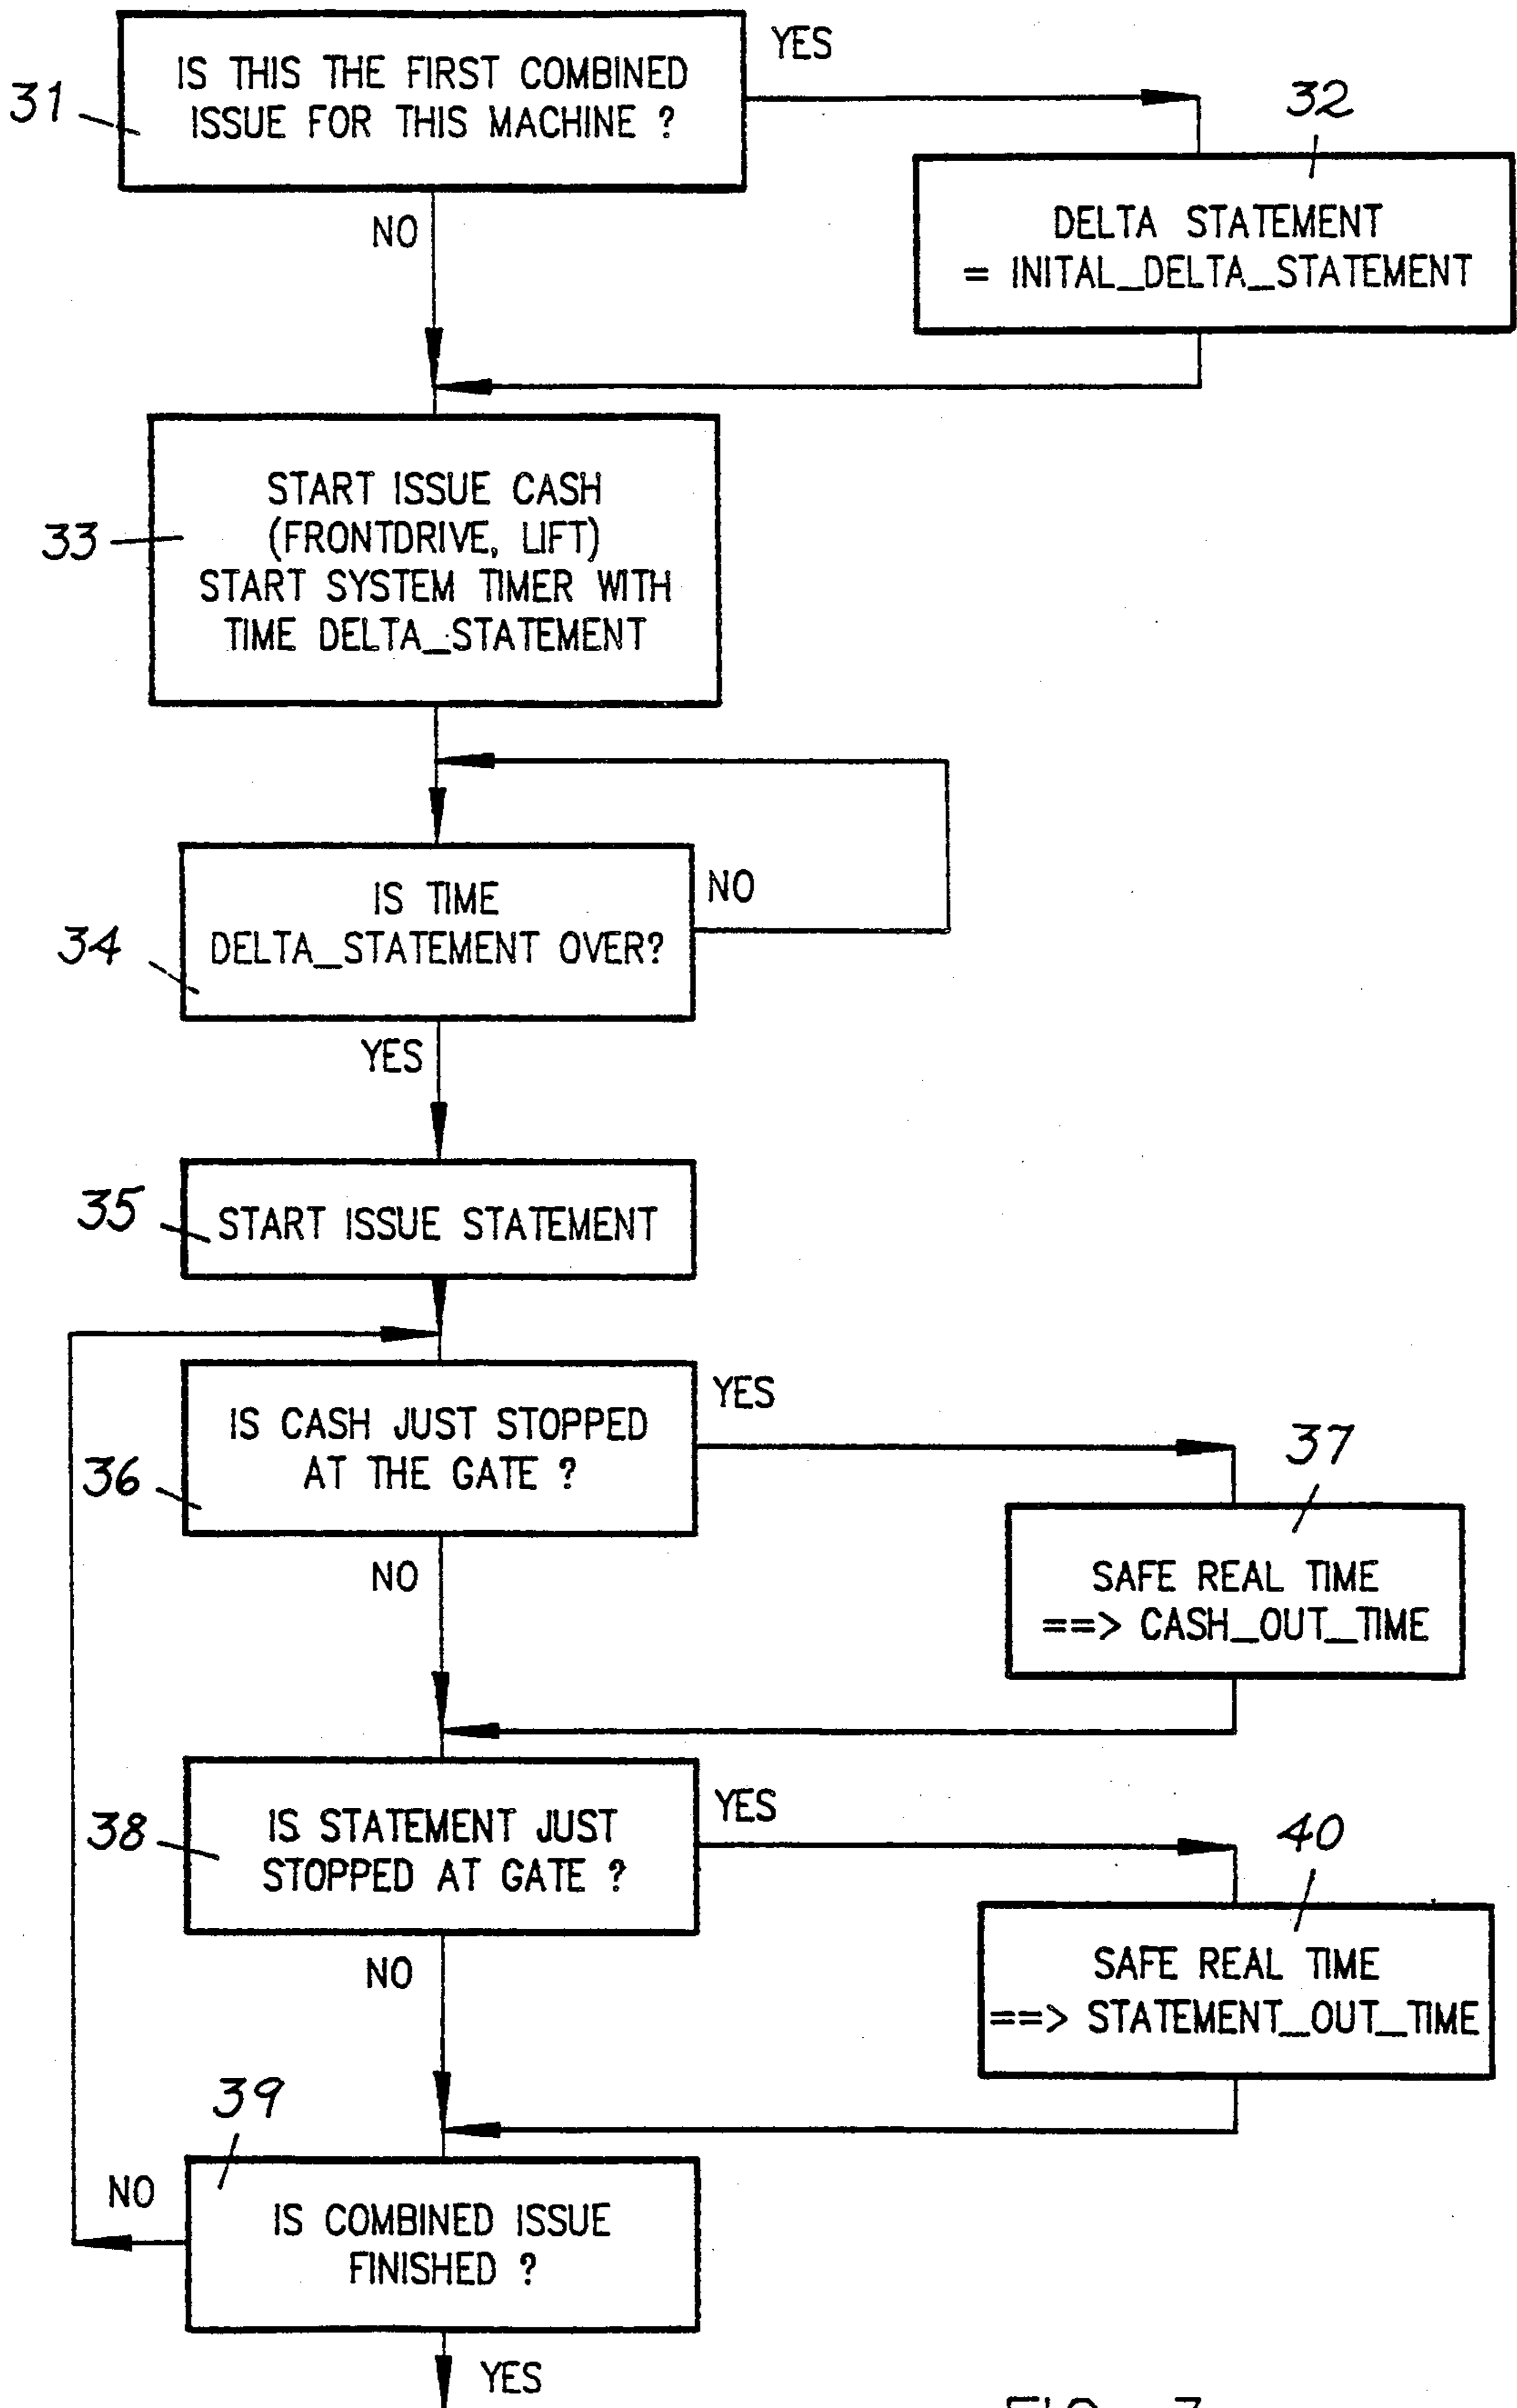 IS THIS THE FIRST COMBINED
ISSUE FOR THIS MACHINE ?
YES
31
32
DELTA STATEMENT
= INITAL_DELTA_STATEMENT
NO
START ISSUE CASH
(FRONTDRIVE, LIFT)
START SYSTEM TIMER WITH
TIME DELTA_STATEMENT
33
IS TIME
DELTA_STATEMENT OVER?
NO
34
YES
35
START ISSUE STATEMENT
IS CASH JUST STOPPED
AT THE GATE ?
YES
36
37
SAFE REAL TIME
==> CASH_OUT_TIME
NO
IS STATEMENT JUST
STOPPED AT GATE ?
YES
38
40
SAFE REAL TIME
==> STATEMENT_OUT_TIME
NO
39
IS COMBINED ISSUE
FINISHED ?
NO
YES